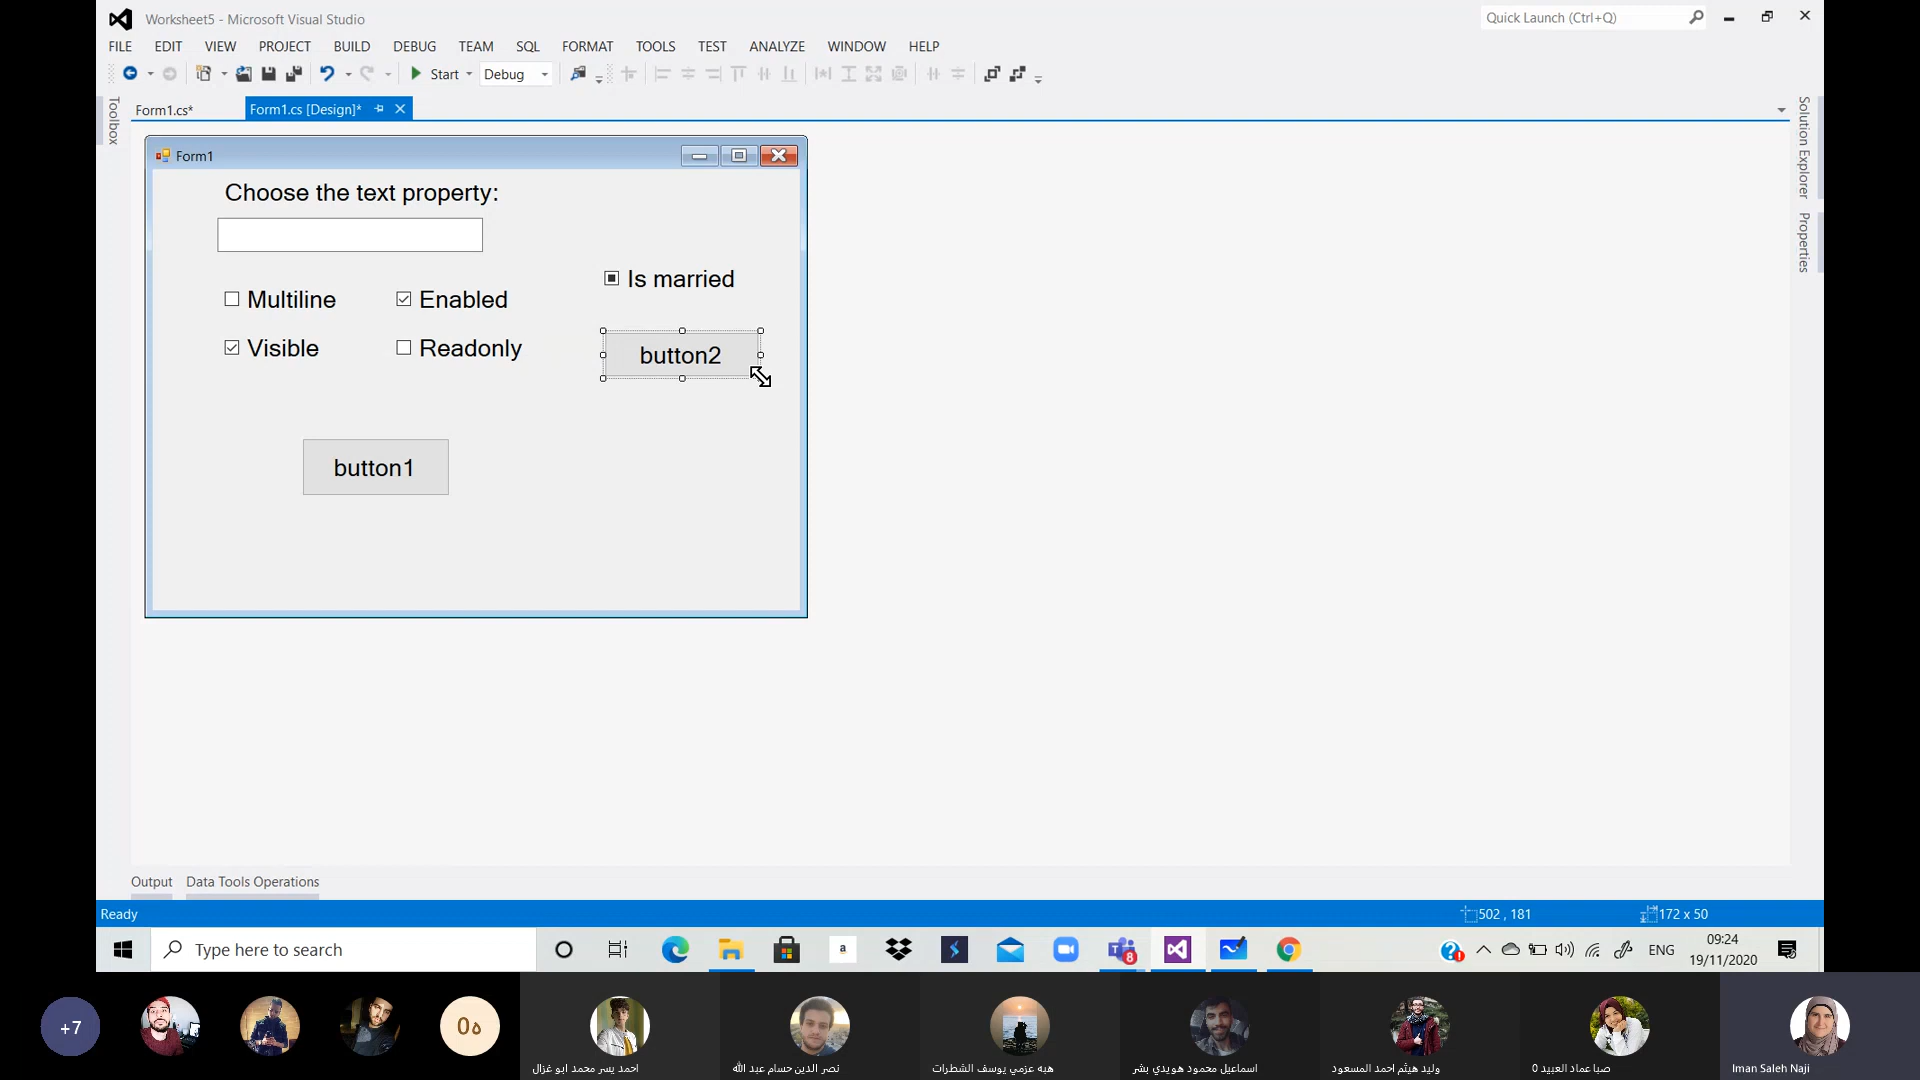 Worksheet5 - Microsoft Visual Studio
Quick Launch (Ctrl+Q)
FILE EDIT VIEW PROJECT BUILD DEBUG TEAM SQL FORMAT TOOLS TEST ANALYZE WINDOW HELP
Start Debug
Toolbox
Form1.cs*
Form1.cs [Design]*
Solution Explorer
Properties
Form1
Choose the text property:
Is married
Multiline
Enabled
Visible
Readonly
button2
button1
Output Data Tools Operations
Ready
502 , 181
172 x 50
Type here to search
a
8
ENG
09:24
19/11/2020
+7
0ه
احمد يسر محمد ابو غزال
نصر الدين حسام عبد الله
هبه عزمي يوسف الشطرات
اسماعيل محمود هويدي بشر
وليد هيثم احمد المسعود
صبا عماد العبيد 0
Iman Saleh Naji